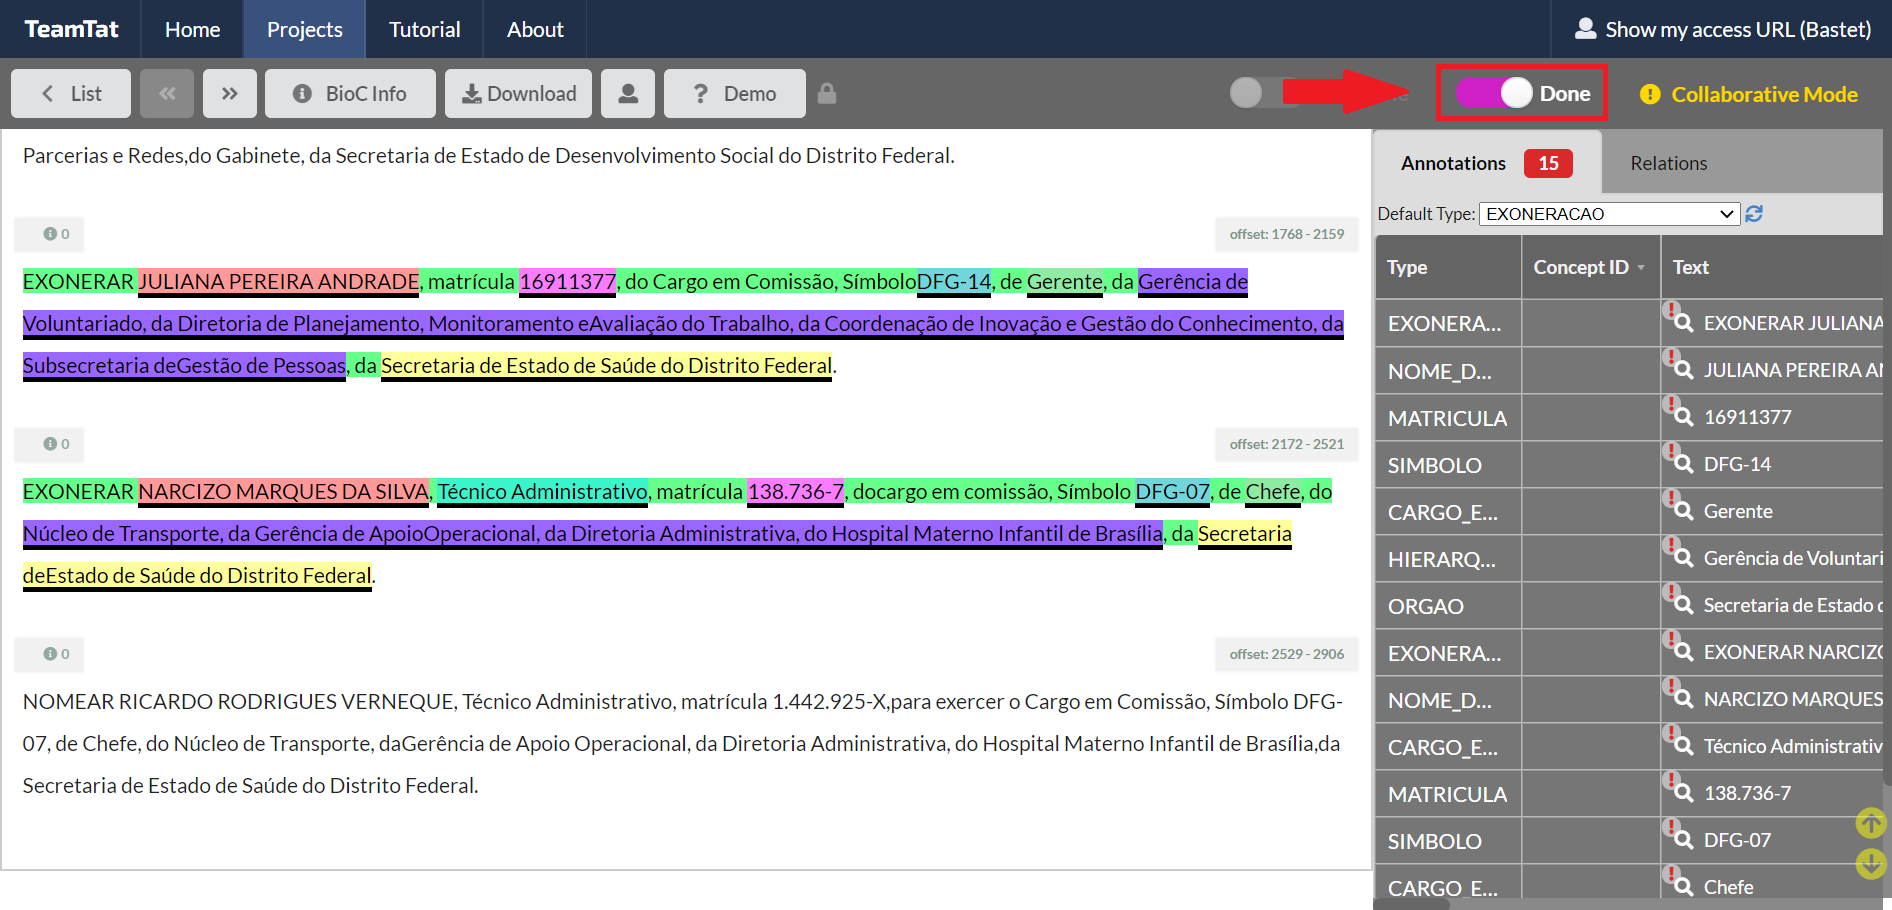 TeamTat Home Projects Tutorial About Show my access URL (Bastet)
List BioC Info Download ? Demo Done Collaborative Mode
Parcerias e Redes,do Gabinete, da Secretaria de Estado de Desenvolvimento Social do Distrito Federal.
0 offset: 1768 - 2159
EXONERAR JULIANA PEREIRA ANDRADE, matrícula 16911377, do Cargo em Comissão, SímboloDFG-14, de Gerente, da Gerência de
Voluntariado, da Diretoria de Planejamento, Monitoramento eAvaliação do Trabalho, da Coordenação de Inovação e Gestão do Conhecimento, da
Subsecretaria deGestão de Pessoas, da Secretaria de Estado de Saúde do Distrito Federal.
0 offset: 2172 - 2521
EXONERAR NARCIZO MARQUES DA SILVA, Técnico Administrativo, matrícula 138.736-7, docargo em comissão, Símbolo DFG-07, de Chefe, do
Núcleo de Transporte, da Gerência de ApoioOperacional, da Diretoria Administrativa, do Hospital Materno Infantil de Brasília, da Secretaria
deEstado de Saúde do Distrito Federal.
0 offset: 2529 - 2906
NOMEAR RICARDO RODRIGUES VERNEQUE, Técnico Administrativo, matrícula 1.442.925-X,para exercer o Cargo em Comissão, Símbolo DFG-
07, de Chefe, do Núcleo de Transporte, daGerência de Apoio Operacional, da Diretoria Administrativa, do Hospital Materno Infantil de Brasília,da
Secretaria de Estado de Saúde do Distrito Federal.
Annotations 15 Relations
Default Type: EXONERACAO
Type Concept ID Text
EXONERA... EXONERAR JULIANA
NOME_D... JULIANA PEREIRA AN
MATRICULA 16911377
SIMBOLO DFG-14
CARGO_E... Gerente
HIERARQ... Gerência de Voluntari
ORGAO Secretaria de Estado d
EXONERA... EXONERAR NARCIZO
NOME_D... NARCIZO MARQUES
CARGO_E... Técnico Administrativ
MATRICULA 138.736-7
SIMBOLO DFG-07
CARGO_E... Chefe